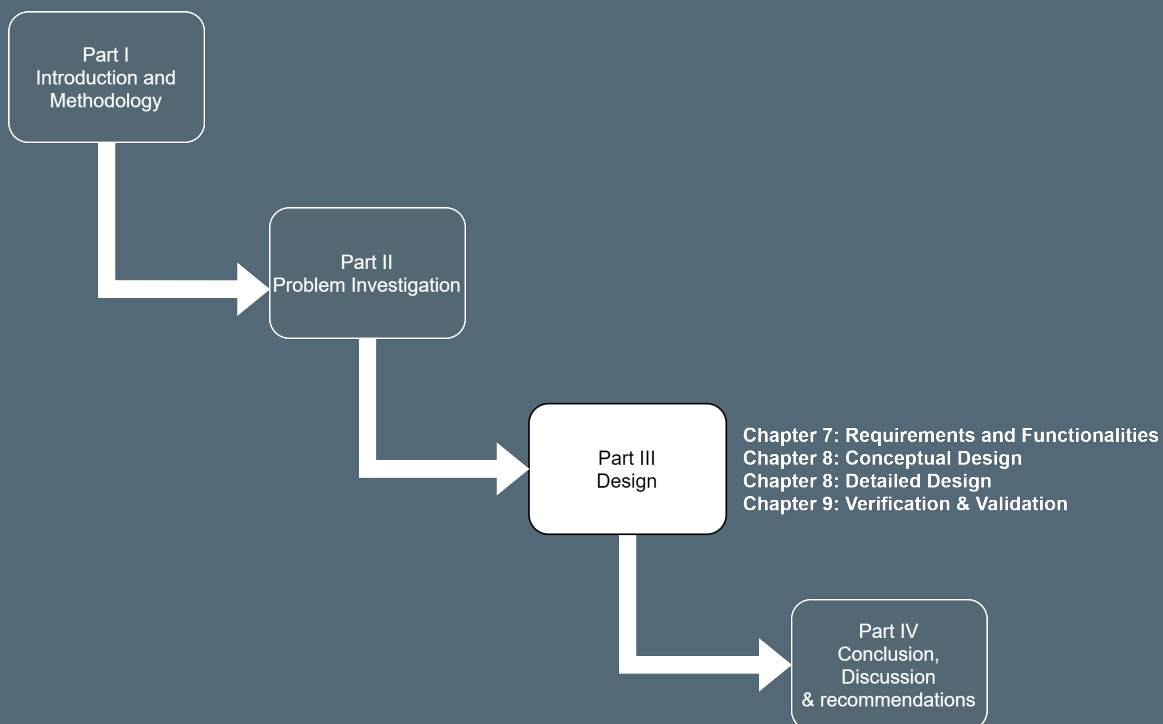 Part I
Introduction and
Methodology
Part II
Problem Investigation
Part III
Design
Chapter 7: Requirements and Functionalities
Chapter 8: Conceptual Design
Chapter 8: Detailed Design
Chapter 9: Verification & Validation
Part IV
Conclusion,
Discussion
& recommendations